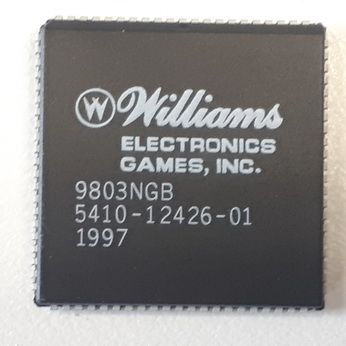 W Williams
ELECTRONICS
GAMES, INC.
9803NGB
5410-12426-01
1997